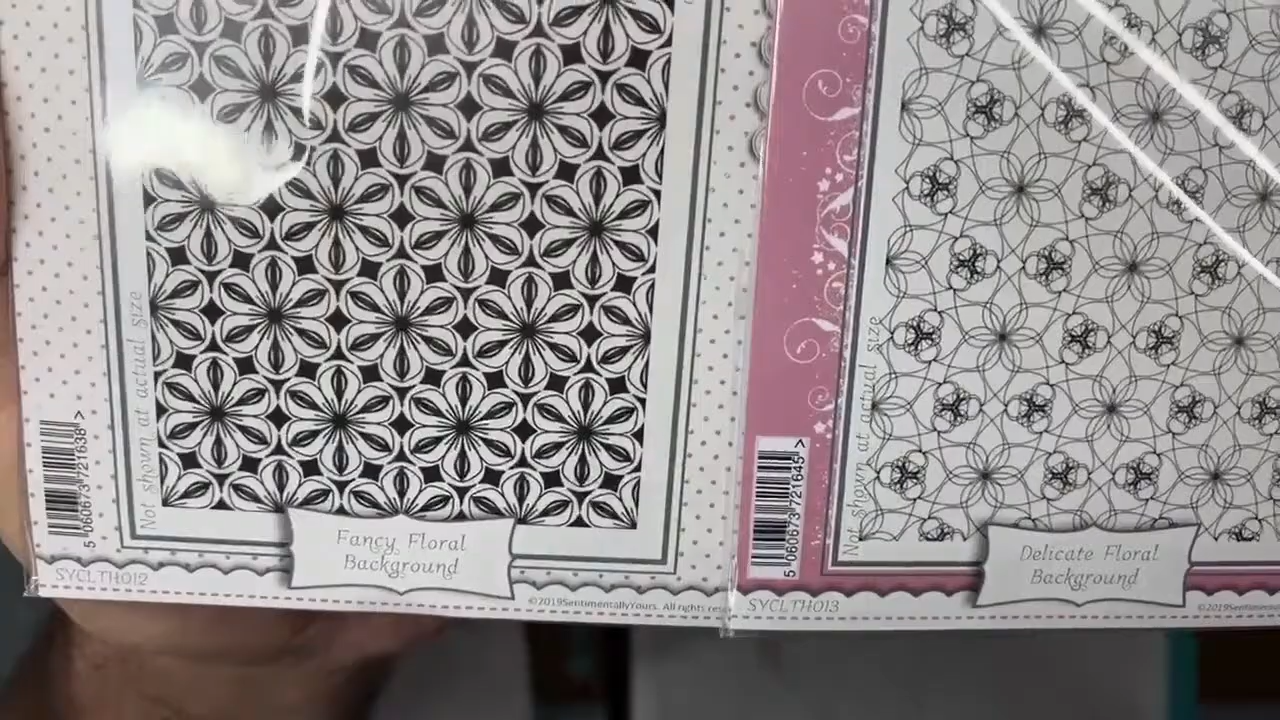 Not shown at actual size
5 060673 721638 >
Fancy Floral
Background
SYCLTH012
©2019SentimentallyYours. All rights
Not shown at actual size
5 060673 721645 >
Delicate Floral
Background
SYCLTH013
©2019Sentimentally